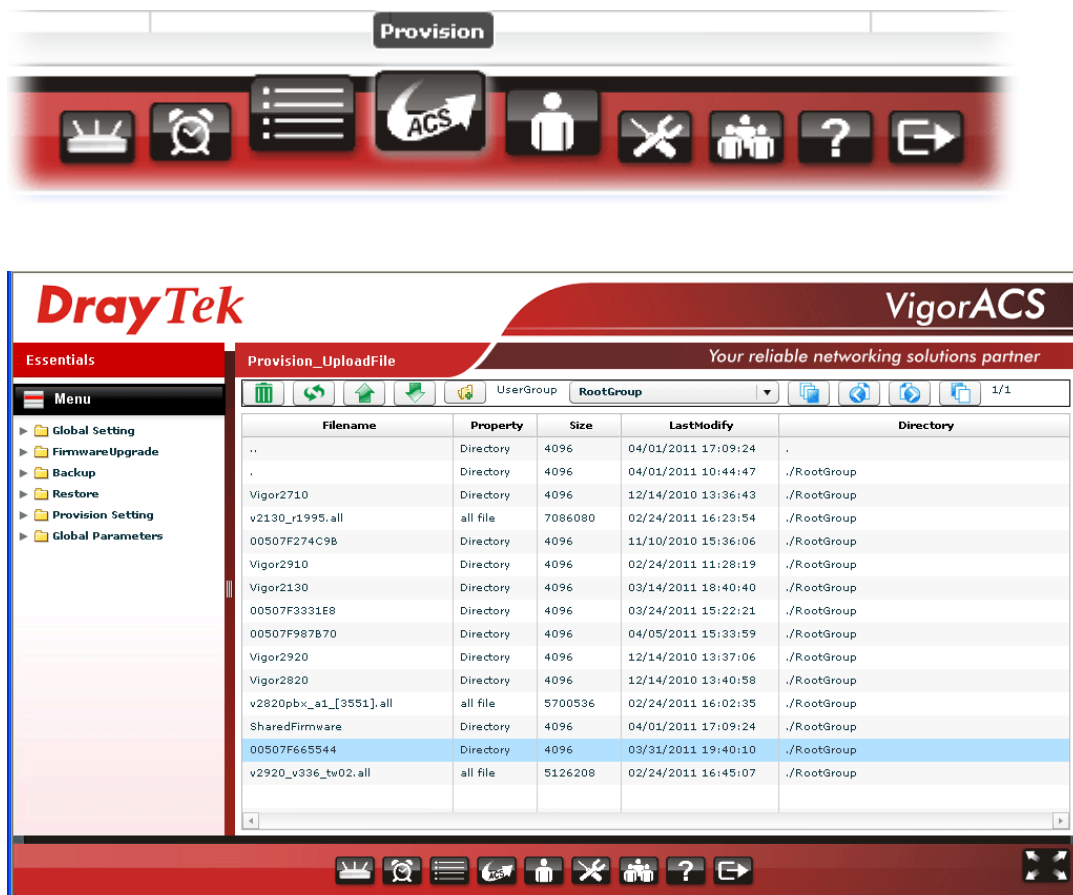 Provision
ACS
DrayTek
VigorACS
Essentials
Provision_UploadFile
Your reliable networking solutions partner
Menu
UserGroup RootGroup 1/1
Global Setting
FirmwareUpgrade
Backup
Restore
Provision Setting
Global Parameters
Filename Property Size LastModify Directory
.. Directory 4096 04/01/2011 17:09:24 .
. Directory 4096 04/01/2011 10:44:47 ./RootGroup
Vigor2710 Directory 4096 12/14/2010 13:36:43 ./RootGroup
v2130_r1995.all all file 7086080 02/24/2011 16:23:54 ./RootGroup
00507F274C9B Directory 4096 11/10/2010 15:36:06 ./RootGroup
Vigor2910 Directory 4096 02/24/2011 11:28:19 ./RootGroup
Vigor2130 Directory 4096 03/14/2011 18:40:40 ./RootGroup
00507F3331E8 Directory 4096 03/24/2011 15:22:21 ./RootGroup
00507F987B70 Directory 4096 04/05/2011 15:33:59 ./RootGroup
Vigor2920 Directory 4096 12/14/2010 13:37:06 ./RootGroup
Vigor2820 Directory 4096 12/14/2010 13:40:58 ./RootGroup
v2820pbx_a1_[3551].all all file 5700536 02/24/2011 16:02:35 ./RootGroup
SharedFirmware Directory 4096 04/01/2011 17:09:24 ./RootGroup
00507F665544 Directory 4096 03/31/2011 19:40:10 ./RootGroup
v2920_v336_tw02.all all file 5126208 02/24/2011 16:45:07 ./RootGroup
ACS